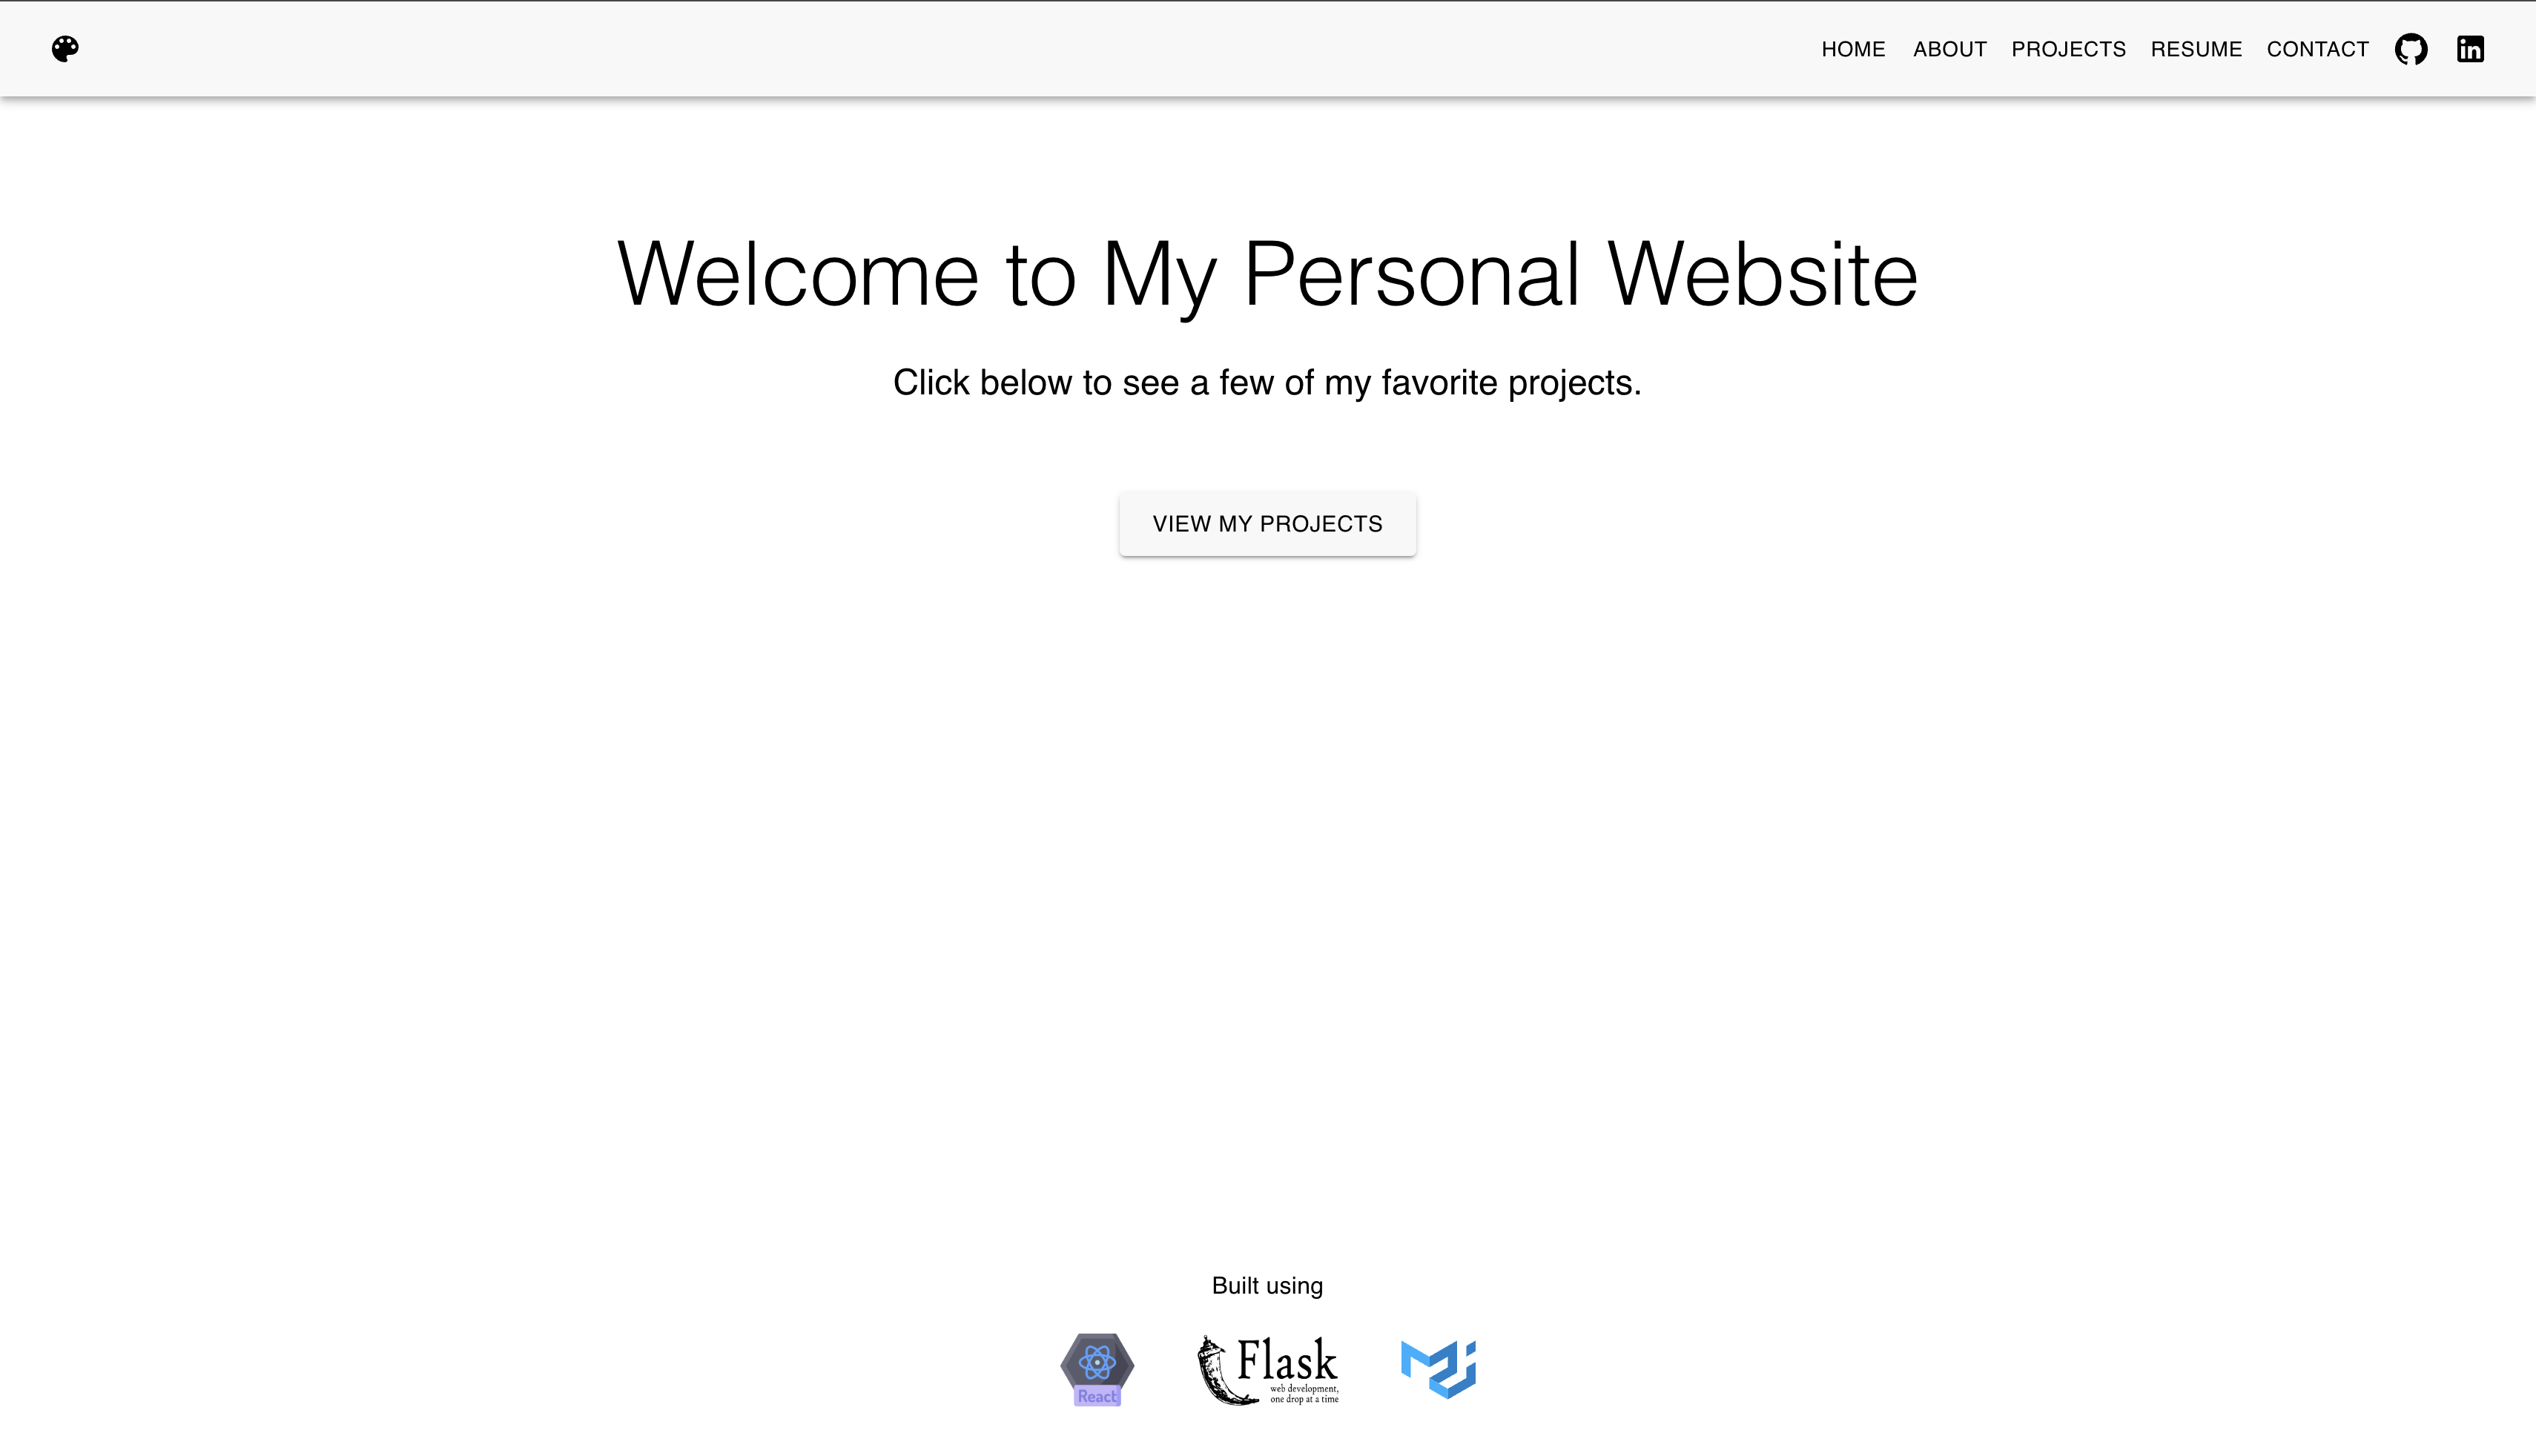 HOME ABOUT PROJECTS RESUME CONTACT in
Welcome to My Personal Website
Click below to see a few of my favorite projects.
VIEW MY PROJECTS
Built using
React
Flask
web development,
one drop at a time